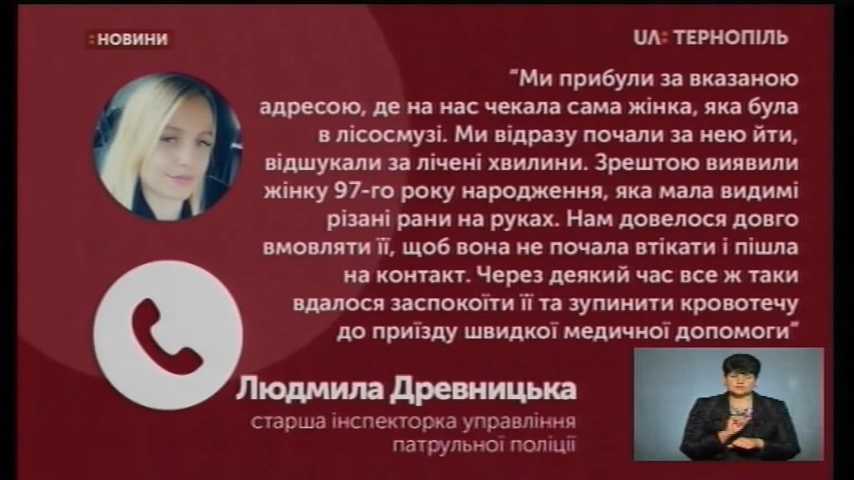 :НОВИНИ
UA: ТЕРНОПІЛЬ
“Ми прибули за вказаною
адресою, де на нас чекала сама жінка, яка була
в лісосмузі. Ми відразу почали за нею йти,
відшукали за лічені хвилини. Зрештою виявили
жінку 97-го року народження, яка мала видимі
різані рани на руках. Нам довелося довго
вмовляти її, щоб вона не почала втікати і пішла
на контакт. Через деякий час все ж таки
вдалося заспокоїти її та зупинити кровотечу
до приїзду швидкої медичної допомоги”
Людмила Древницька
старша інспекторка управління
патрульної поліції